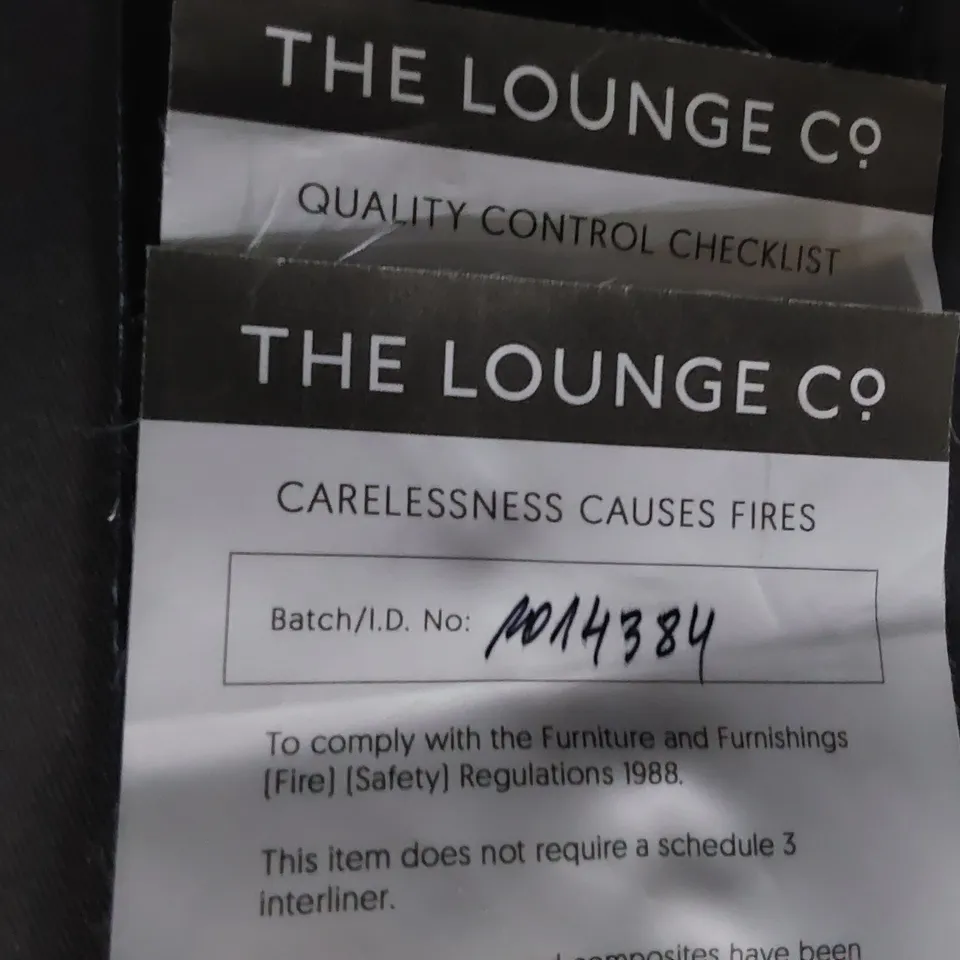 THE LOUNGE Cº
QUALITY CONTROL CHECKLIST
THE LOUNGE Cº
CARELESSNESS CAUSES FIRES
Batch/I.D. No:
To comply with the Furniture and Furnishings
(Fire) (Safety) Regulations 1988.
This item does not require a schedule 3
interliner.
composites have been